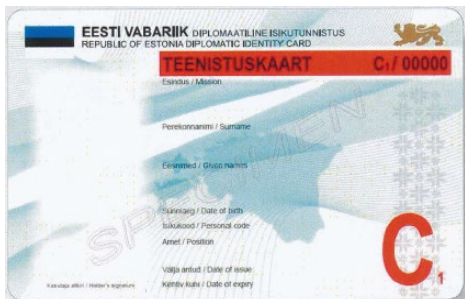 EESTI VABARIIK DIPLOMAATILINE ISIKUTUNNISTUS
REPUBLIC OF ESTONIA DIPLOMATIC IDENTITY CARD
TEENISTUSKAART C1/ 00000
Esindus / Mission
Perekonnanimi / Surname
Eesnimed / Given names
SPECIMEN
Sünniaeg / Date of birth
Isikukood / Personal code
Amet / Position
Välja antud / Date of issue
Kasutaja allkiri / Holder's signature
Kehtiv kuni / Date of expiry
C1